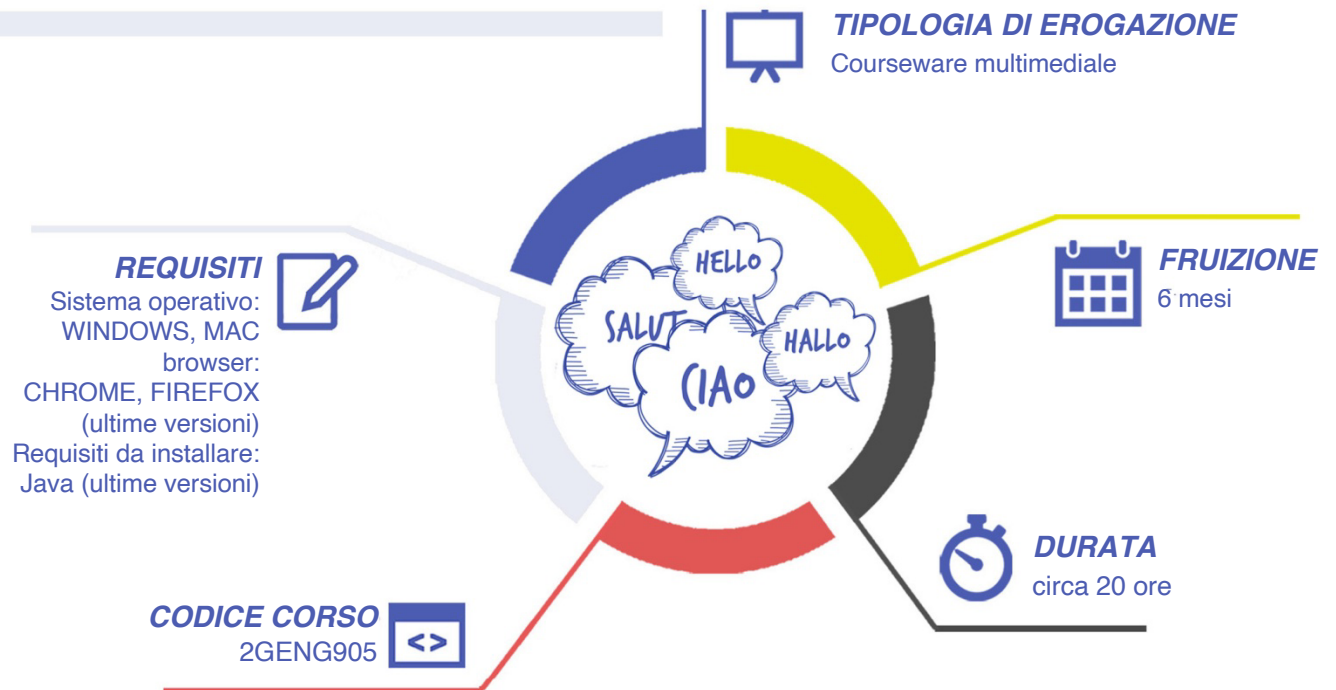 TIPOLOGIA DI EROGAZIONE
Courseware multimediale
REQUISITI
Sistema operativo:
WINDOWS, MAC
browser:
CHROME, FIREFOX
(ultime versioni)
Requisiti da installare:
Java (ultime versioni)
HELLO
SALUT
HALLO
CIAO
FRUIZIONE
6 mesi
DURATA
circa 20 ore
CODICE CORSO
2GENG905
<>